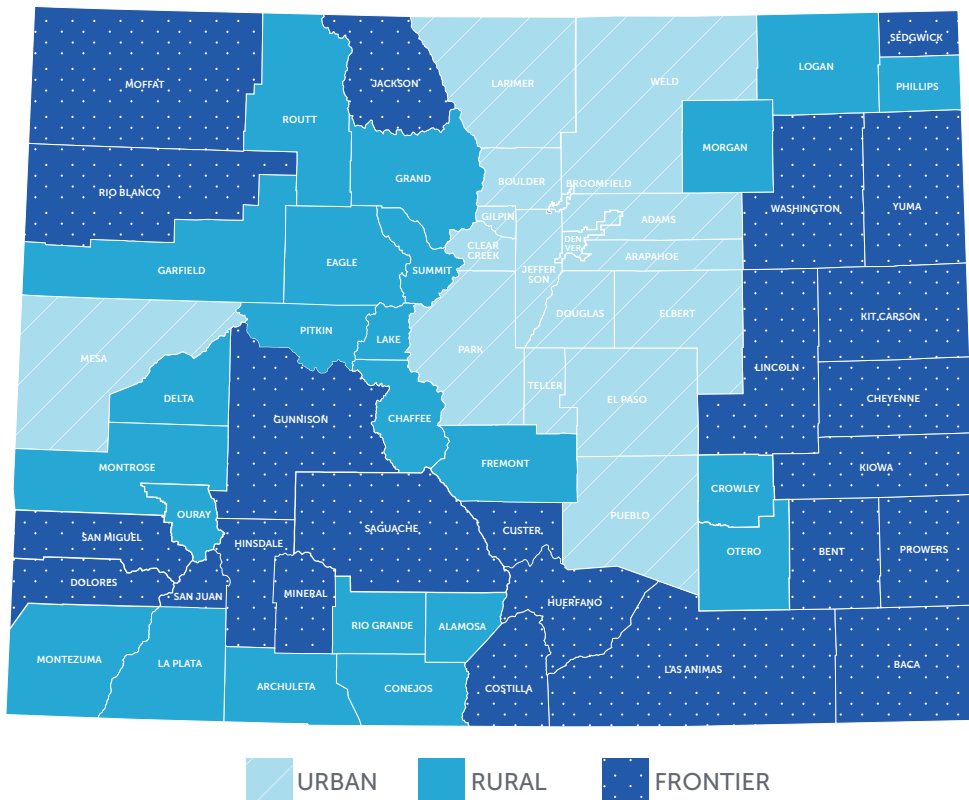 SEDGWICK
LOGAN
MOFFAT
JACKSON
LARIMER
WELD
PHILLIPS
ROUTT
MORGAN
GRAND
BOULDER
BROOMFIELD
RIO BLANCO
WASHINGTON
YUMA
GILPIN
ADAMS
CLEAR
CREEK
DEN
VER
ARAPAHOE
GARFIELD
EAGLE
SUMMIT
JEFFER
SON
DOUGLAS
ELBERT
KIT CARSON
PITKIN
LAKE
PARK
MESA
LINCOLN
TELLER
EL PASO
CHEYENNE
DELTA
GUNNISON
CHAFFEE
MONTROSE
FREMONT
KIOWA
CROWLEY
OURAY
PUEBLO
SAN MIGUEL
HINSDALE
SAGUACHE
CUSTER
OTERO
BENT
PROWERS
DOLORES
SAN JUAN
MINERAL
HUERFANO
RIO GRANDE
ALAMOSA
MONTEZUMA
LA PLATA
LAS ANIMAS
BACA
ARCHULETA
CONEJOS
COSTILLA
URBAN
RURAL
FRONTIER